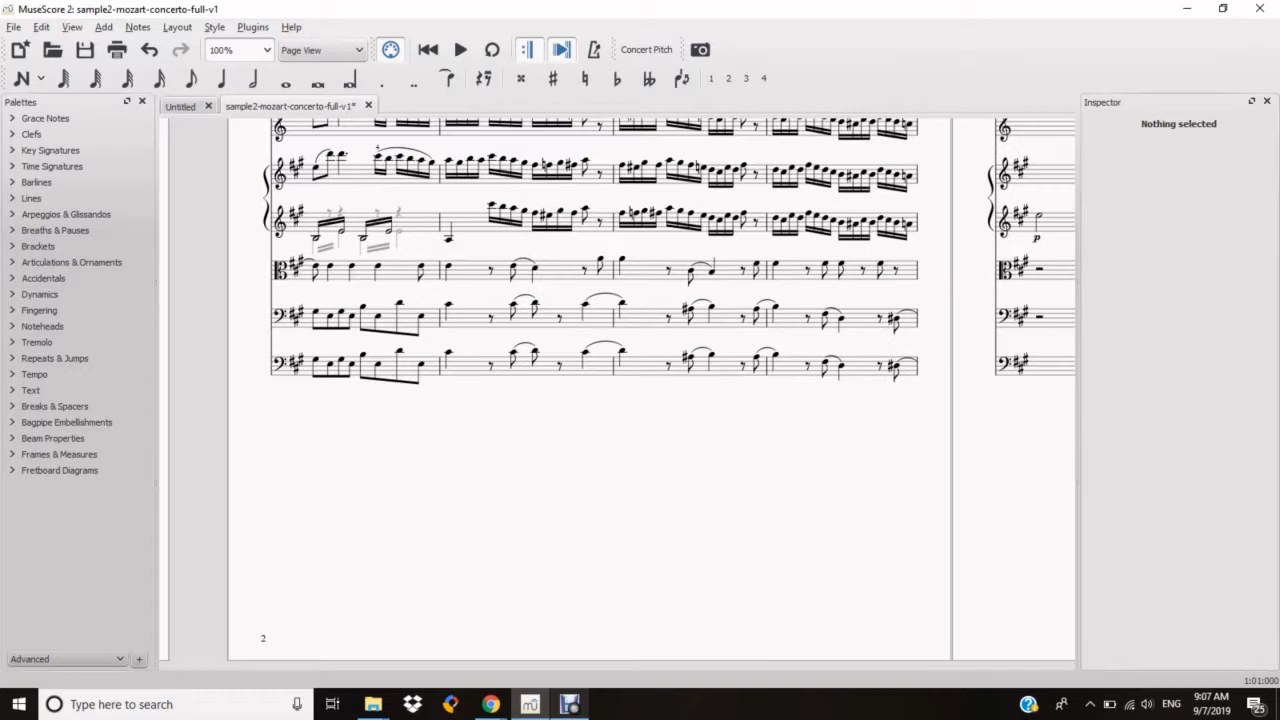 MuseScore 2: sample2-mozart-concerto-full-v1
File Edit View Add Notes Layout Style Plugins Help
100% Page View Concert Pitch
1 2 3 4
Palettes
Untitled sample2-mozart-concerto-full-v1*
Inspector
Nothing selected
Grace Notes
Clefs
Key Signatures
Time Signatures
Barlines
Lines
Arpeggios & Glissandos
Breaths & Pauses
Brackets
Articulations & Ornaments
Accidentals
Dynamics
Fingering
Noteheads
Tremolo
Repeats & Jumps
Tempo
Text
Breaks & Spacers
Bagpipe Embellishments
Beam Properties
Frames & Measures
Fretboard Diagrams
4
p
2
Advanced
1:01:000
Type here to search
ENG
9:07 AM
9/7/2019
25